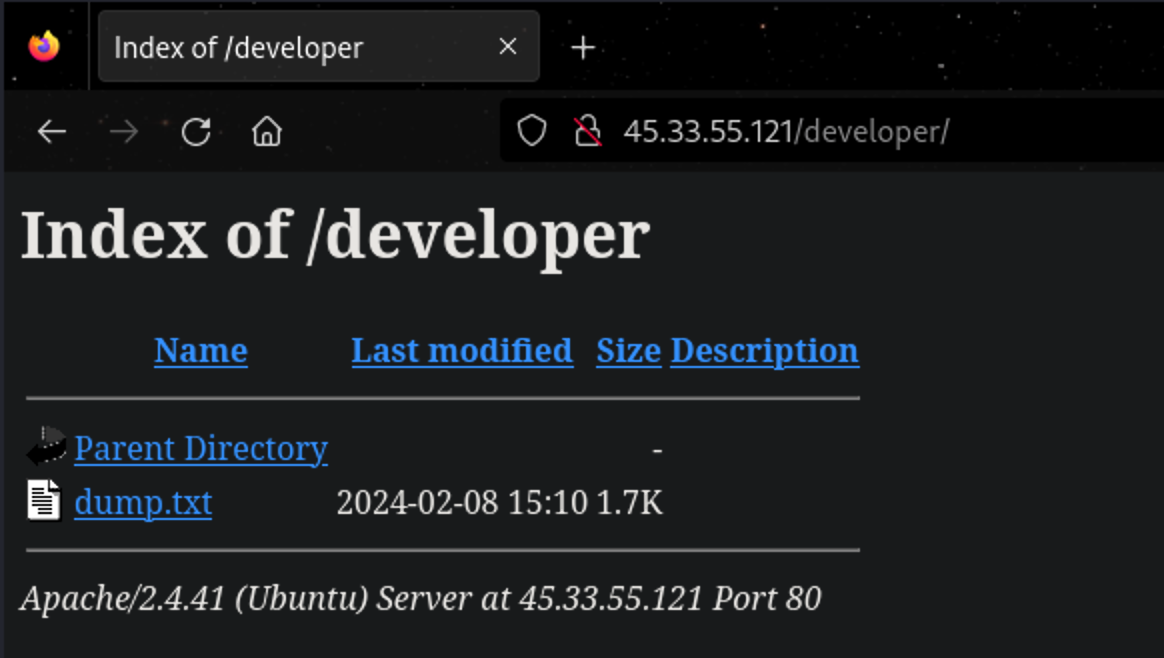 Index of /developer
45.33.55.121/developer/
Index of /developer
Name Last modified Size Description
Parent Directory -
dump.txt 2024-02-08 15:10 1.7K
Apache/2.4.41 (Ubuntu) Server at 45.33.55.121 Port 80